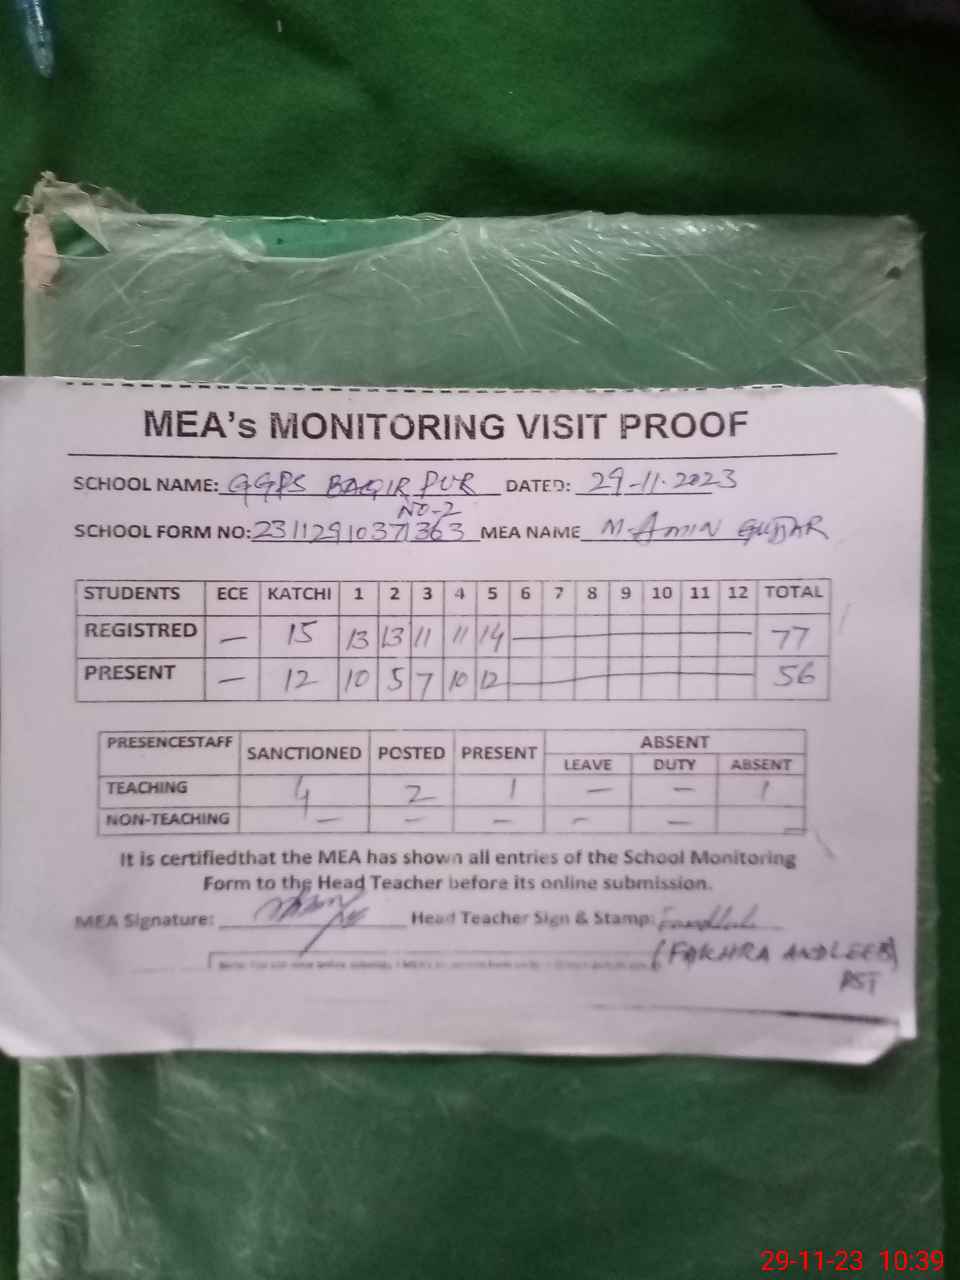 MEA's MONITORING VISIT PROOF
SCHOOL NAME: GGPS BAQIR PUR NO-2 DATED: 29-11-2023
SCHOOL FORM NO: 23112910371363 MEA NAME M-AMIN GUJJAR
STUDENTS ECE KATCHI 1 2 3 4 5 6 7 8 9 10 11 12 TOTAL
REGISTRED — 15 13 13 11 11 14 — 77
PRESENT — 12 10 5 7 10 12 — 56
PRESENCESTAFF SANCTIONED POSTED PRESENT ABSENT
LEAVE DUTY ABSENT
TEACHING 4 2 1 — — 1
NON-TEACHING — — — — — —
It is certifiedthat the MEA has shown all entries of the School Monitoring
Form to the Head Teacher before its online submission.
MEA Signature: Head Teacher Sign & Stamp:
(FAKHRA ANDLEEB)
PST
29-11-23 10:39